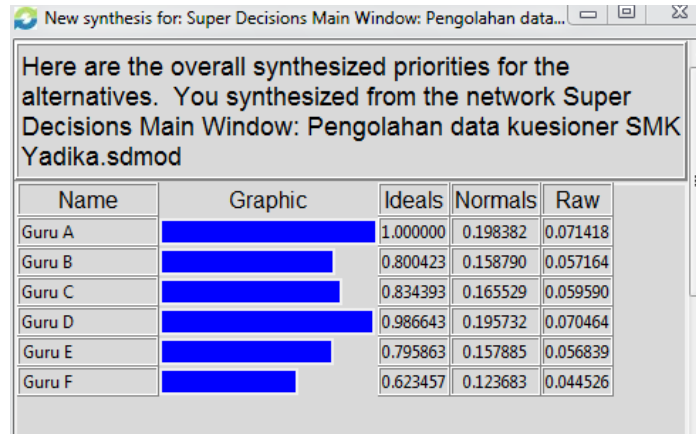 New synthesis for: Super Decisions Main Window: Pengolahan data...
Here are the overall synthesized priorities for the
alternatives. You synthesized from the network Super
Decisions Main Window: Pengolahan data kuesioner SMK
Yadika.sdmod
Name Graphic Ideals Normals Raw
Guru A 1.000000 0.198382 0.071418
Guru B 0.800423 0.158790 0.057164
Guru C 0.834393 0.165529 0.059590
Guru D 0.986643 0.195732 0.070464
Guru E 0.795863 0.157885 0.056839
Guru F 0.623457 0.123683 0.044526